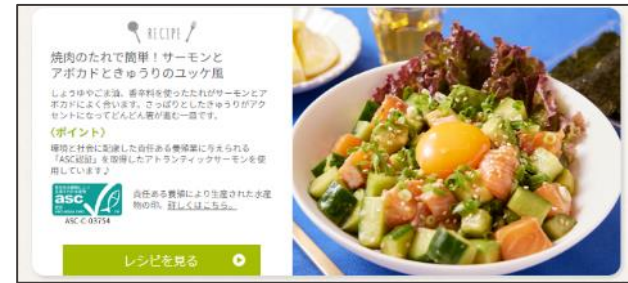 RECIPE
焼肉のたれで簡単！サーモンと
アボカドときゅうりのユッケ風
しょうゆやごま油、香辛料を使ったたれがサーモンとア
ボカドによく合います。さっぱりとしたきゅうりがアク
セントになってどんどん箸が進む一皿です。
〈ポイント〉
環境と社会に配慮した責任ある養殖業に与えられる
「ASC認証」を取得したアトランティックサーモンを使
用しています♪
asc
ASC-C-03754
責任ある養殖により生産された水産
物の印。詳しくはこちら。
レシピを見る